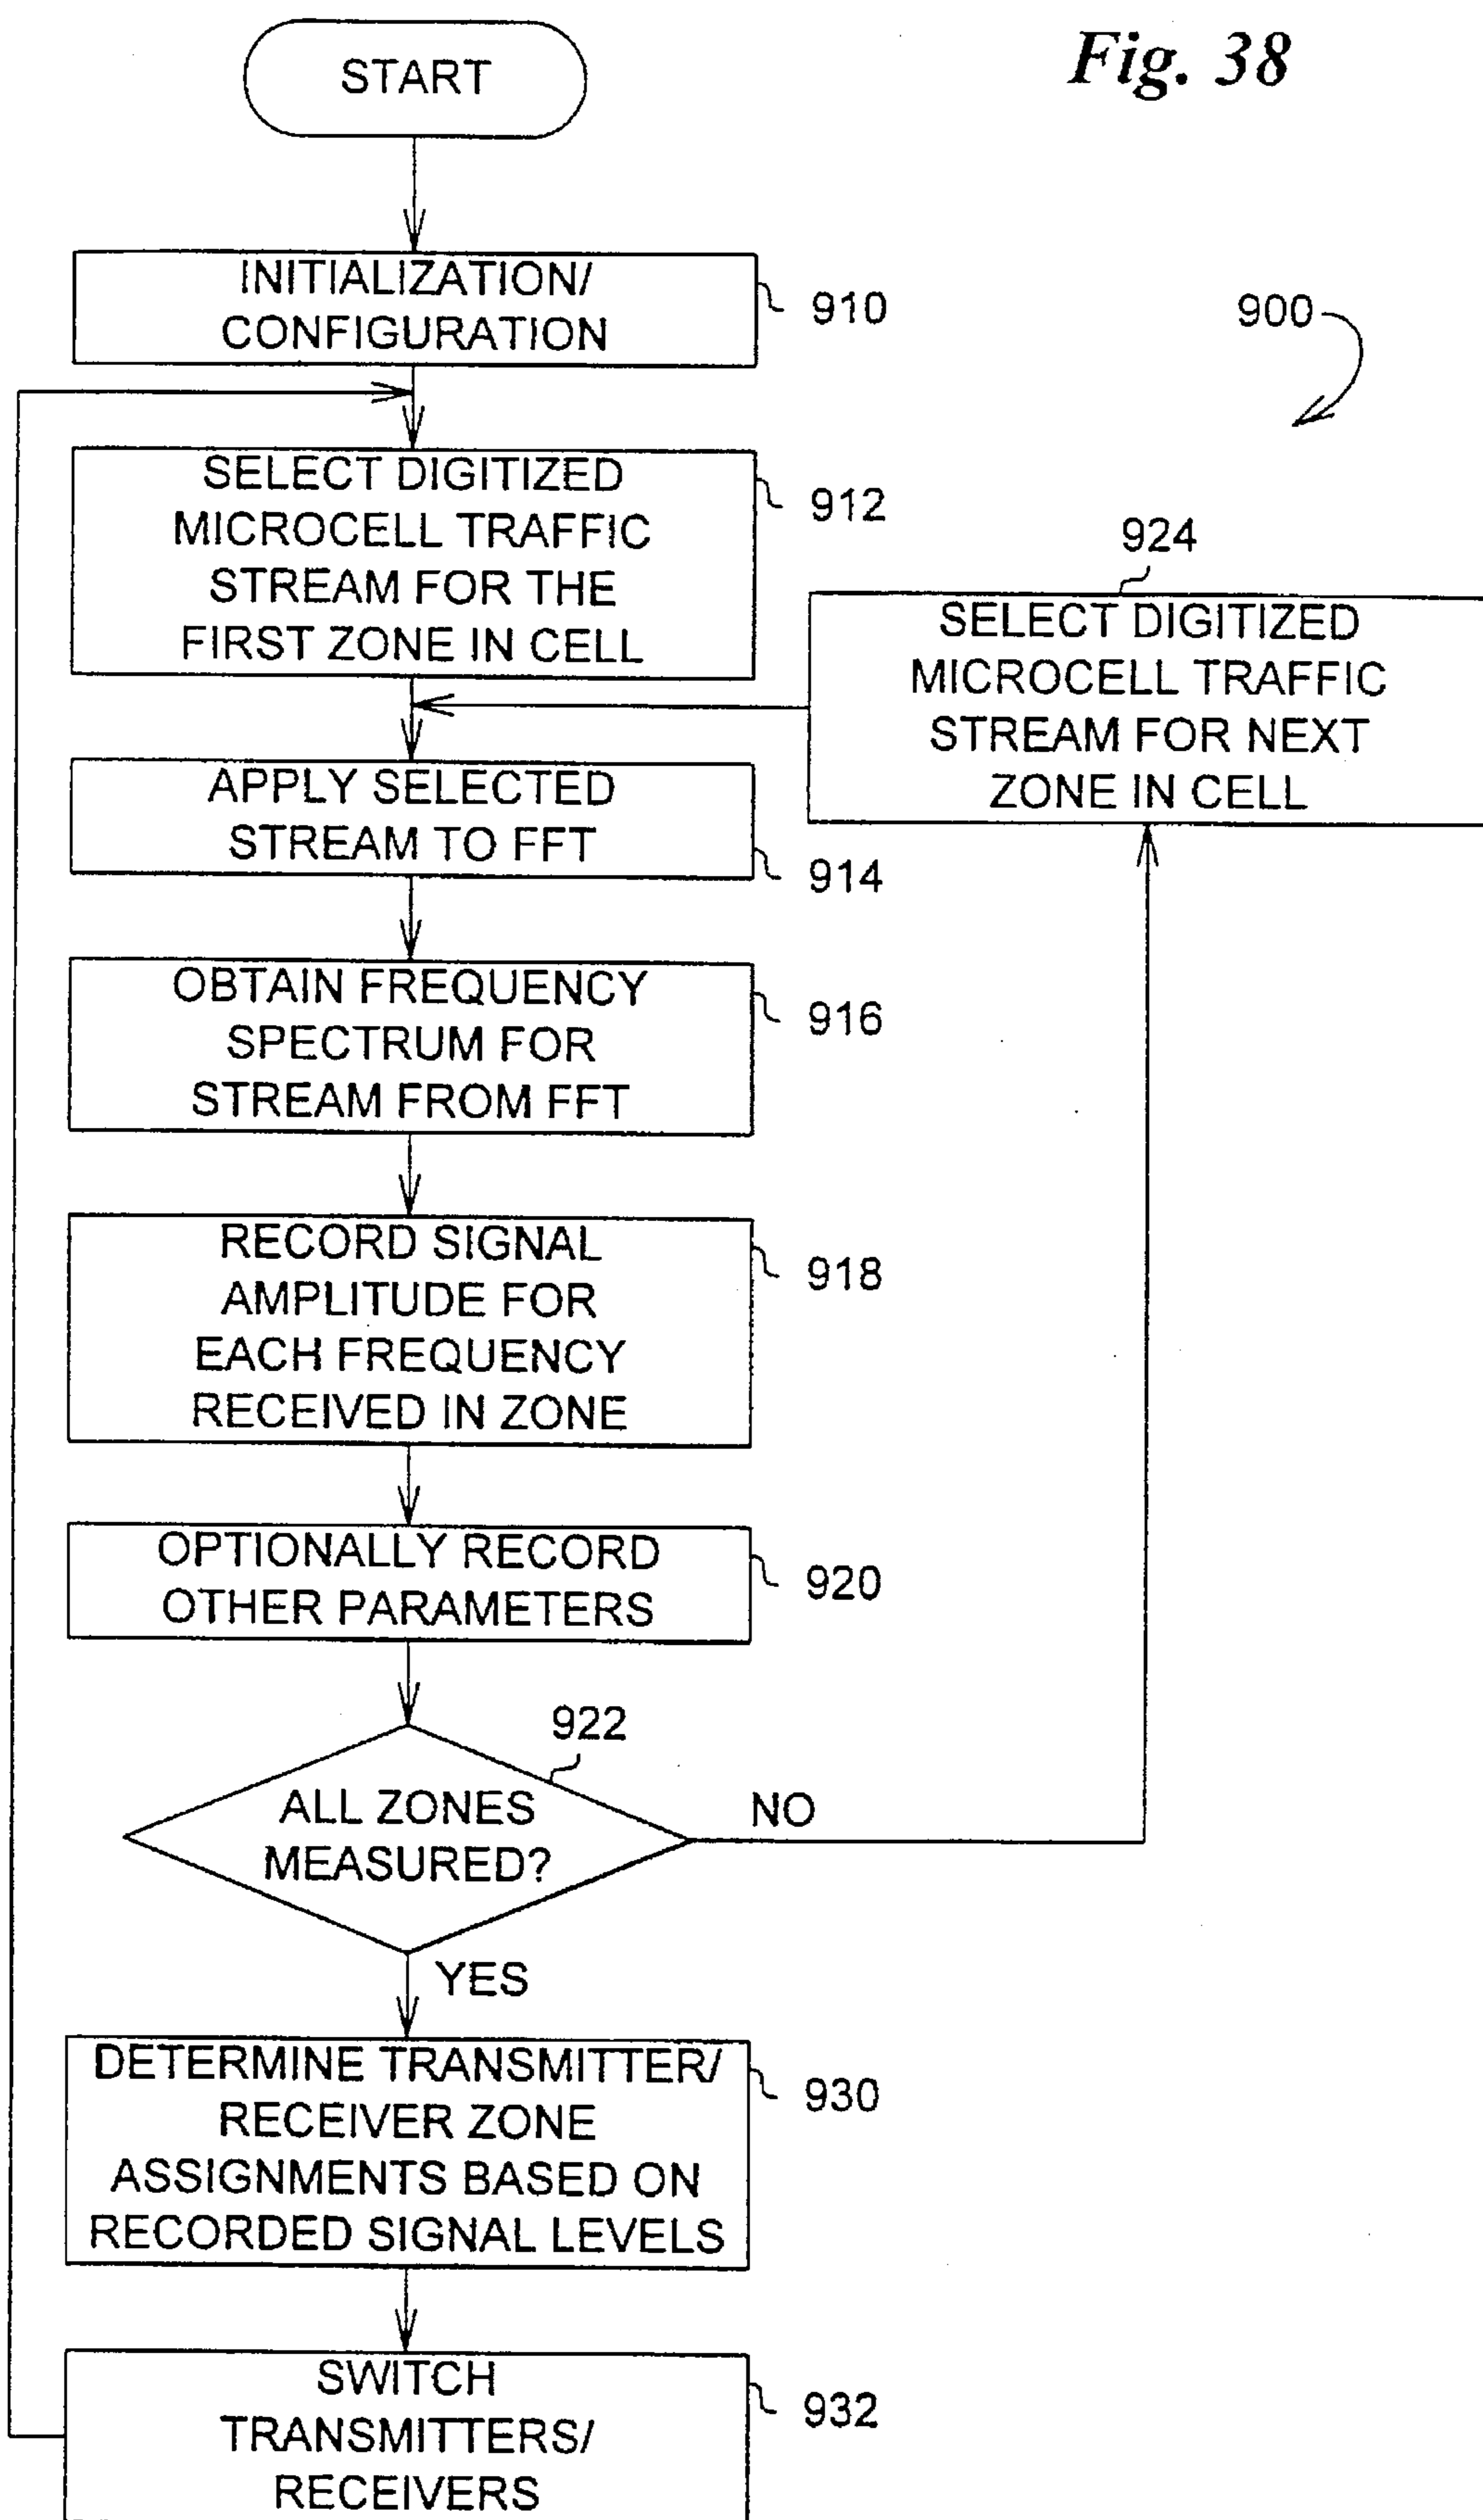 Fig. 38
START
INITIALIZATION/
CONFIGURATION
910
900
SELECT DIGITIZED
MICROCELL TRAFFIC
STREAM FOR THE
FIRST ZONE IN CELL
912
924
SELECT DIGITIZED
MICROCELL TRAFFIC
STREAM FOR NEXT
ZONE IN CELL
APPLY SELECTED
STREAM TO FFT
914
OBTAIN FREQUENCY
SPECTRUM FOR
STREAM FROM FFT
916
RECORD SIGNAL
AMPLITUDE FOR
EACH FREQUENCY
RECEIVED IN ZONE
918
OPTIONALLY RECORD
OTHER PARAMETERS
920
922
ALL ZONES
MEASURED?
NO
YES
DETERMINE TRANSMITTER/
RECEIVER ZONE
ASSIGNMENTS BASED ON
RECORDED SIGNAL LEVELS
930
SWITCH
TRANSMITTERS/
RECEIVERS
932